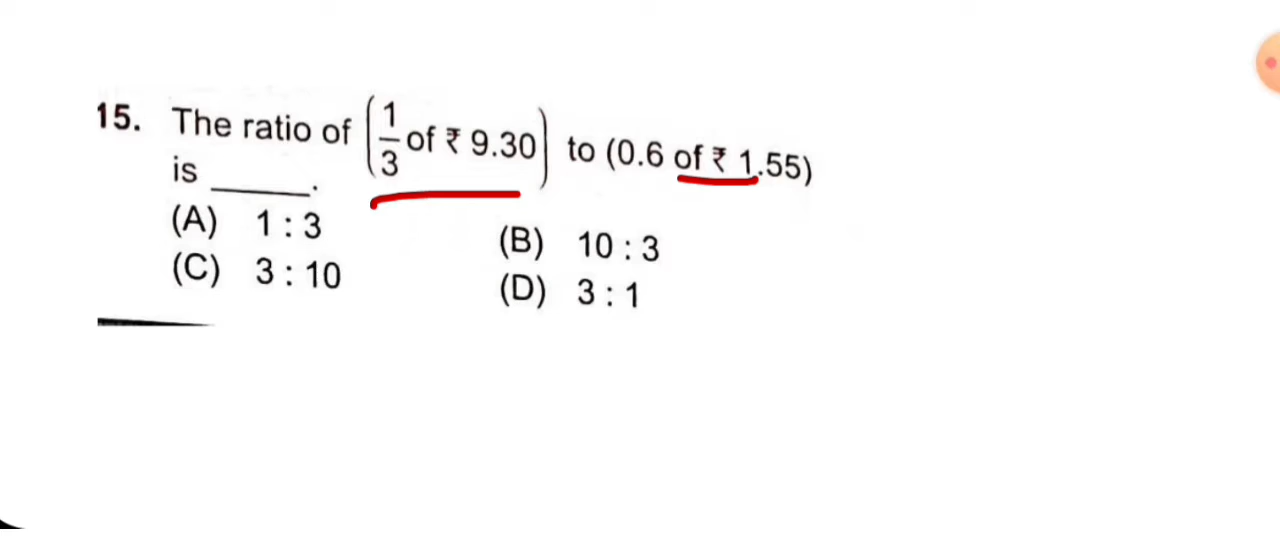 15. The ratio of (1/3 of ₹ 9.30) to (0.6 of ₹ 1.55)
is ______.
(A) 1 : 3
(B) 10 : 3
(C) 3 : 10
(D) 3 : 1